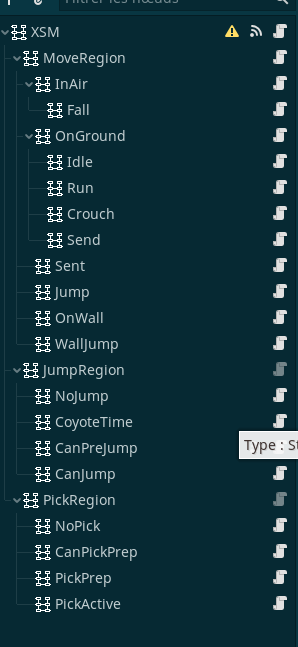 Filtrer les nœuds
XSM
MoveRegion
InAir
Fall
OnGround
Idle
Run
Crouch
Send
Sent
Jump
OnWall
WallJump
JumpRegion
NoJump
CoyoteTime
CanPreJump
Type : St
CanJump
PickRegion
NoPick
CanPickPrep
PickPrep
PickActive